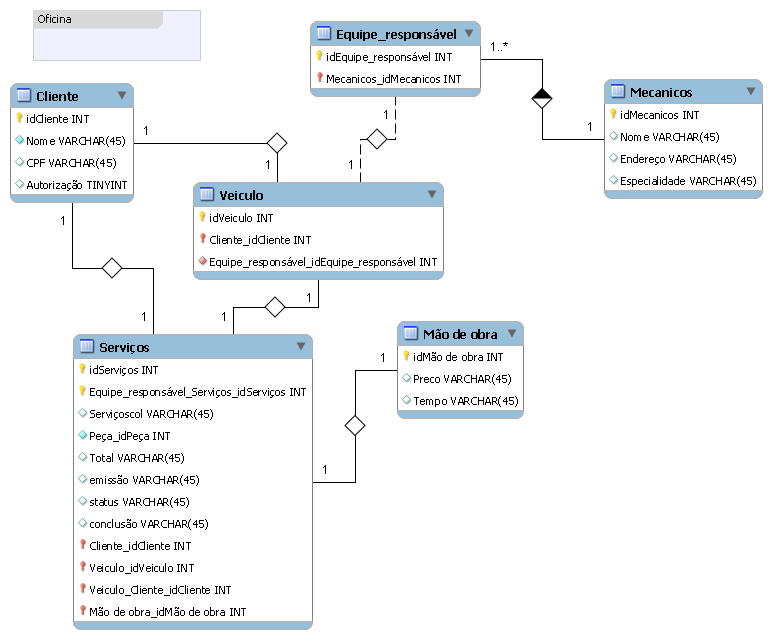 Oficina
Equipe_responsável
idEquipe_responsável INT
Mecanicos_idMecanicos INT
1..*
1
1
1
Mecanicos
idMecanicos INT
Nome VARCHAR(45)
Endereço VARCHAR(45)
Especialidade VARCHAR(45)
Cliente
idCliente INT
Nome VARCHAR(45)
CPF VARCHAR(45)
Autorização TINYINT
1
1
1
1
Veiculo
idVeiculo INT
Cliente_idCliente INT
Equipe_responsável_idEquipe_responsável INT
1
1
Serviços
idServiços INT
Equipe_responsável_Serviços_idServiços INT
Serviçoscol VARCHAR(45)
Peça_idPeça INT
Total VARCHAR(45)
emissão VARCHAR(45)
status VARCHAR(45)
conclusão VARCHAR(45)
Cliente_idCliente INT
Veiculo_idVeiculo INT
Veiculo_Cliente_idCliente INT
Mão de obra_idMão de obra INT
1
1
Mão de obra
idMão de obra INT
Preco VARCHAR(45)
Tempo VARCHAR(45)